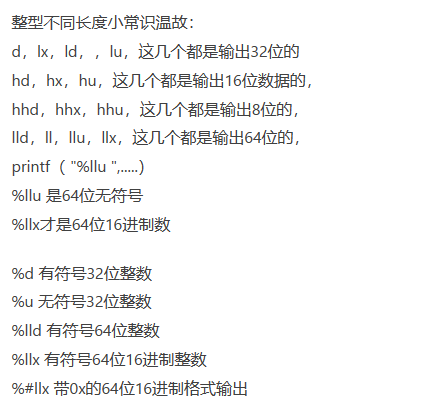 整型不同长度小常识温故：
d，lx，ld，，lu，这几个都是输出32位的
hd，hx，hu，这几个都是输出16位数据的，
hhd，hhx，hhu，这几个都是输出8位的，
lld，ll，llu，llx，这几个都是输出64位的，
printf（ "%llu ",.....）
%llu 是64位无符号
%llx才是64位16进制数
%d 有符号32位整数
%u 无符号32位整数
%lld 有符号64位整数
%llx 有符号64位16进制整数
%#llx 带0x的64位16进制格式输出